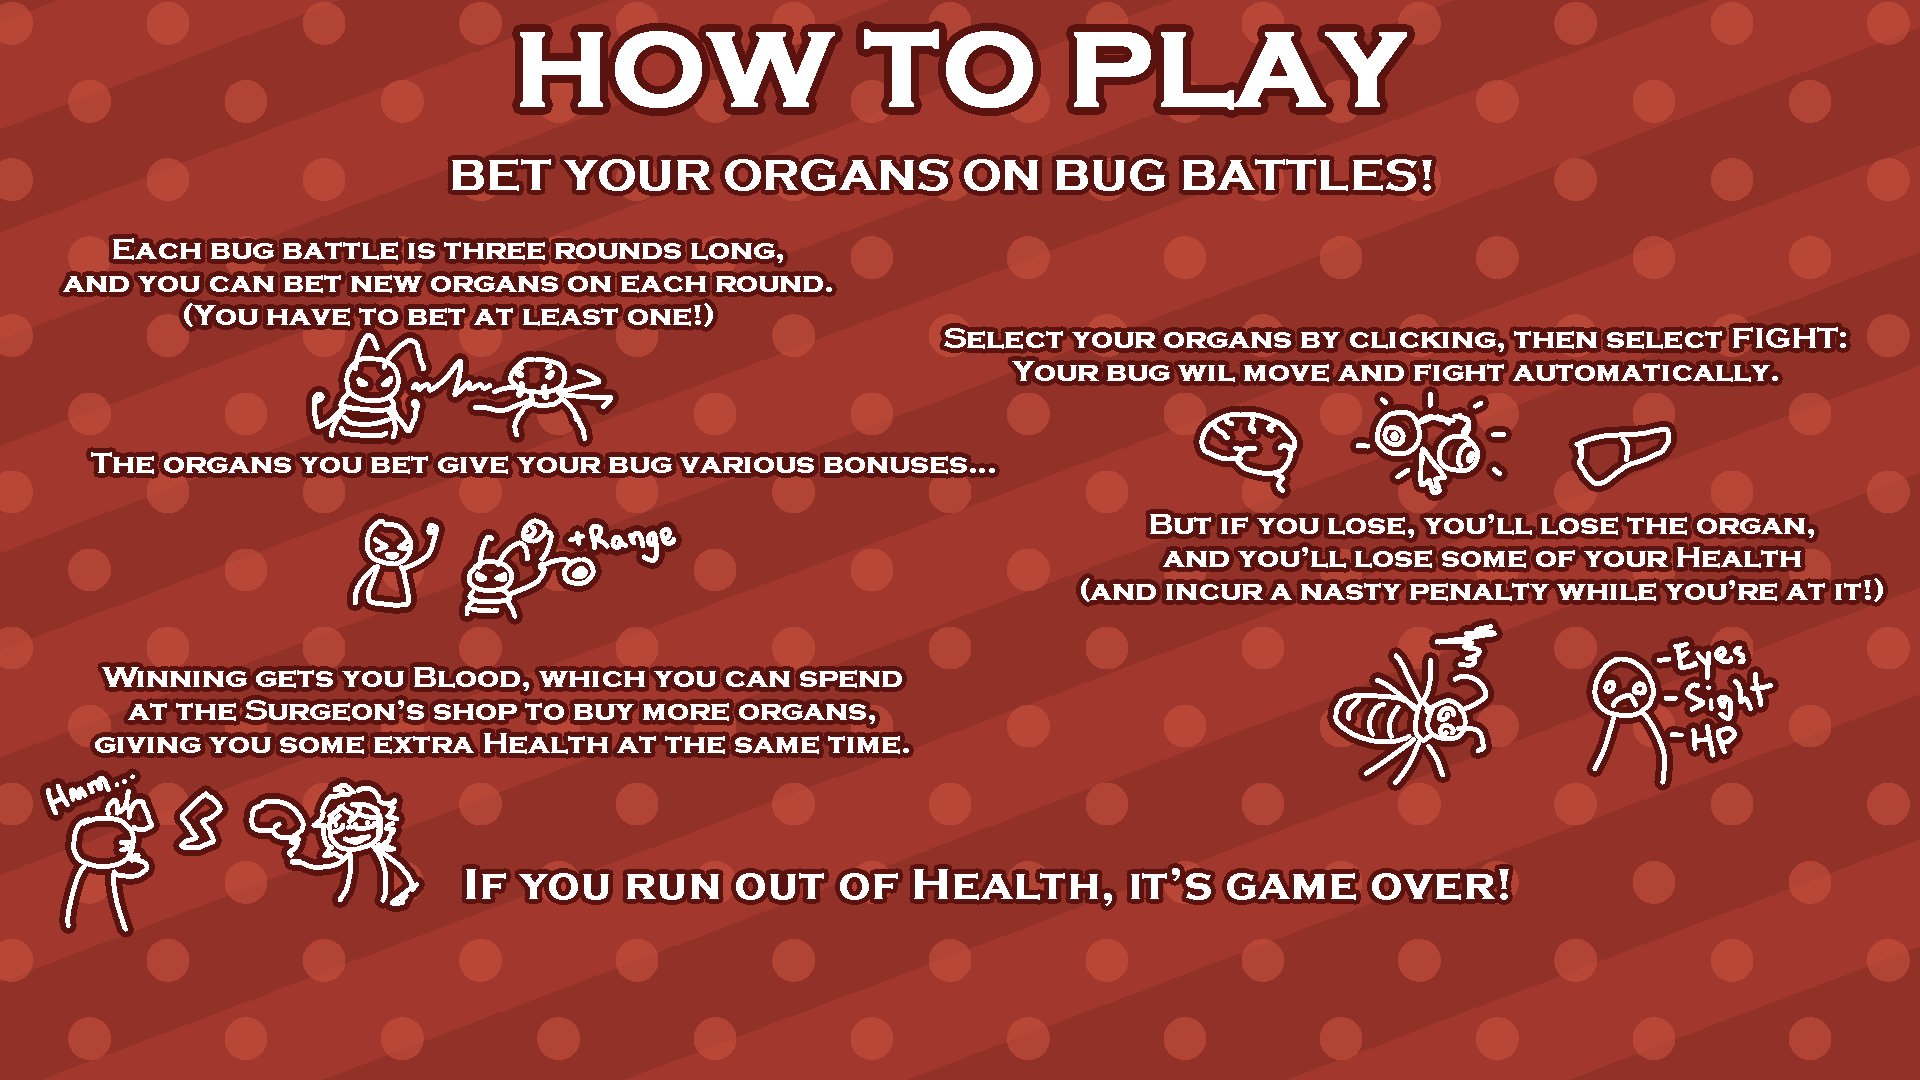 HOW TO PLAY
BET YOUR ORGANS ON BUG BATTLES!
Each bug battle is three rounds long,
and you can bet new organs on each round.
(You have to bet at least one!)
Select your organs by clicking, then select FIGHT:
Your bug wil move and fight automatically.
The organs you bet give your bug various bonuses...
+Range
But if you lose, you'll lose the organ,
and you'll lose some of your Health
(and incur a nasty penalty while you're at it!)
-Eyes
-Sight
-HP
Winning gets you Blood, which you can spend
at the Surgeon's shop to buy more organs,
giving you some extra Health at the same time.
Hmm...
If you run out of Health, it's game over!